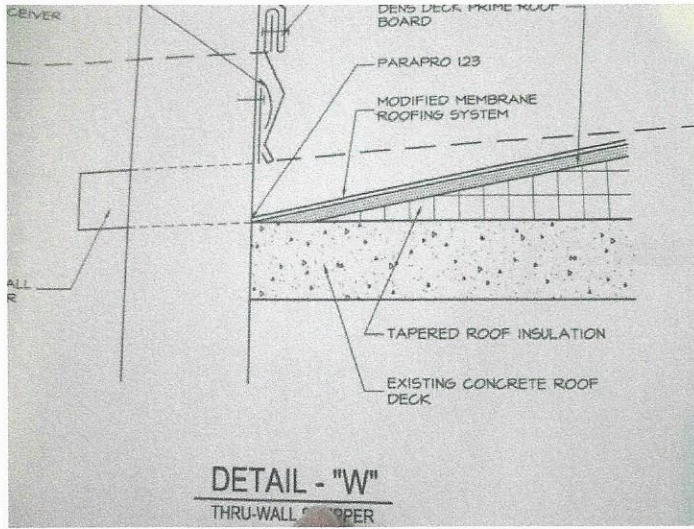 CEIVER
DENS DECK PRIME ROOF
BOARD
PARAPRO 123
MODIFIED MEMBRANE
ROOFING SYSTEM
ALL
R
TAPERED ROOF INSULATION
EXISTING CONCRETE ROOF
DECK
DETAIL - "W"
THRU-WALL